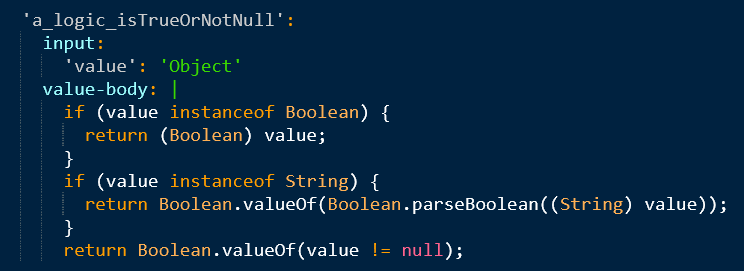 'a_logic_isTrueOrNotNull':
  input:
    'value': 'Object'
  value-body: |
    if (value instanceof Boolean) {
      return (Boolean) value;
    }
    if (value instanceof String) {
      return Boolean.valueOf(Boolean.parseBoolean((String) value));
    }
    return Boolean.valueOf(value != null);